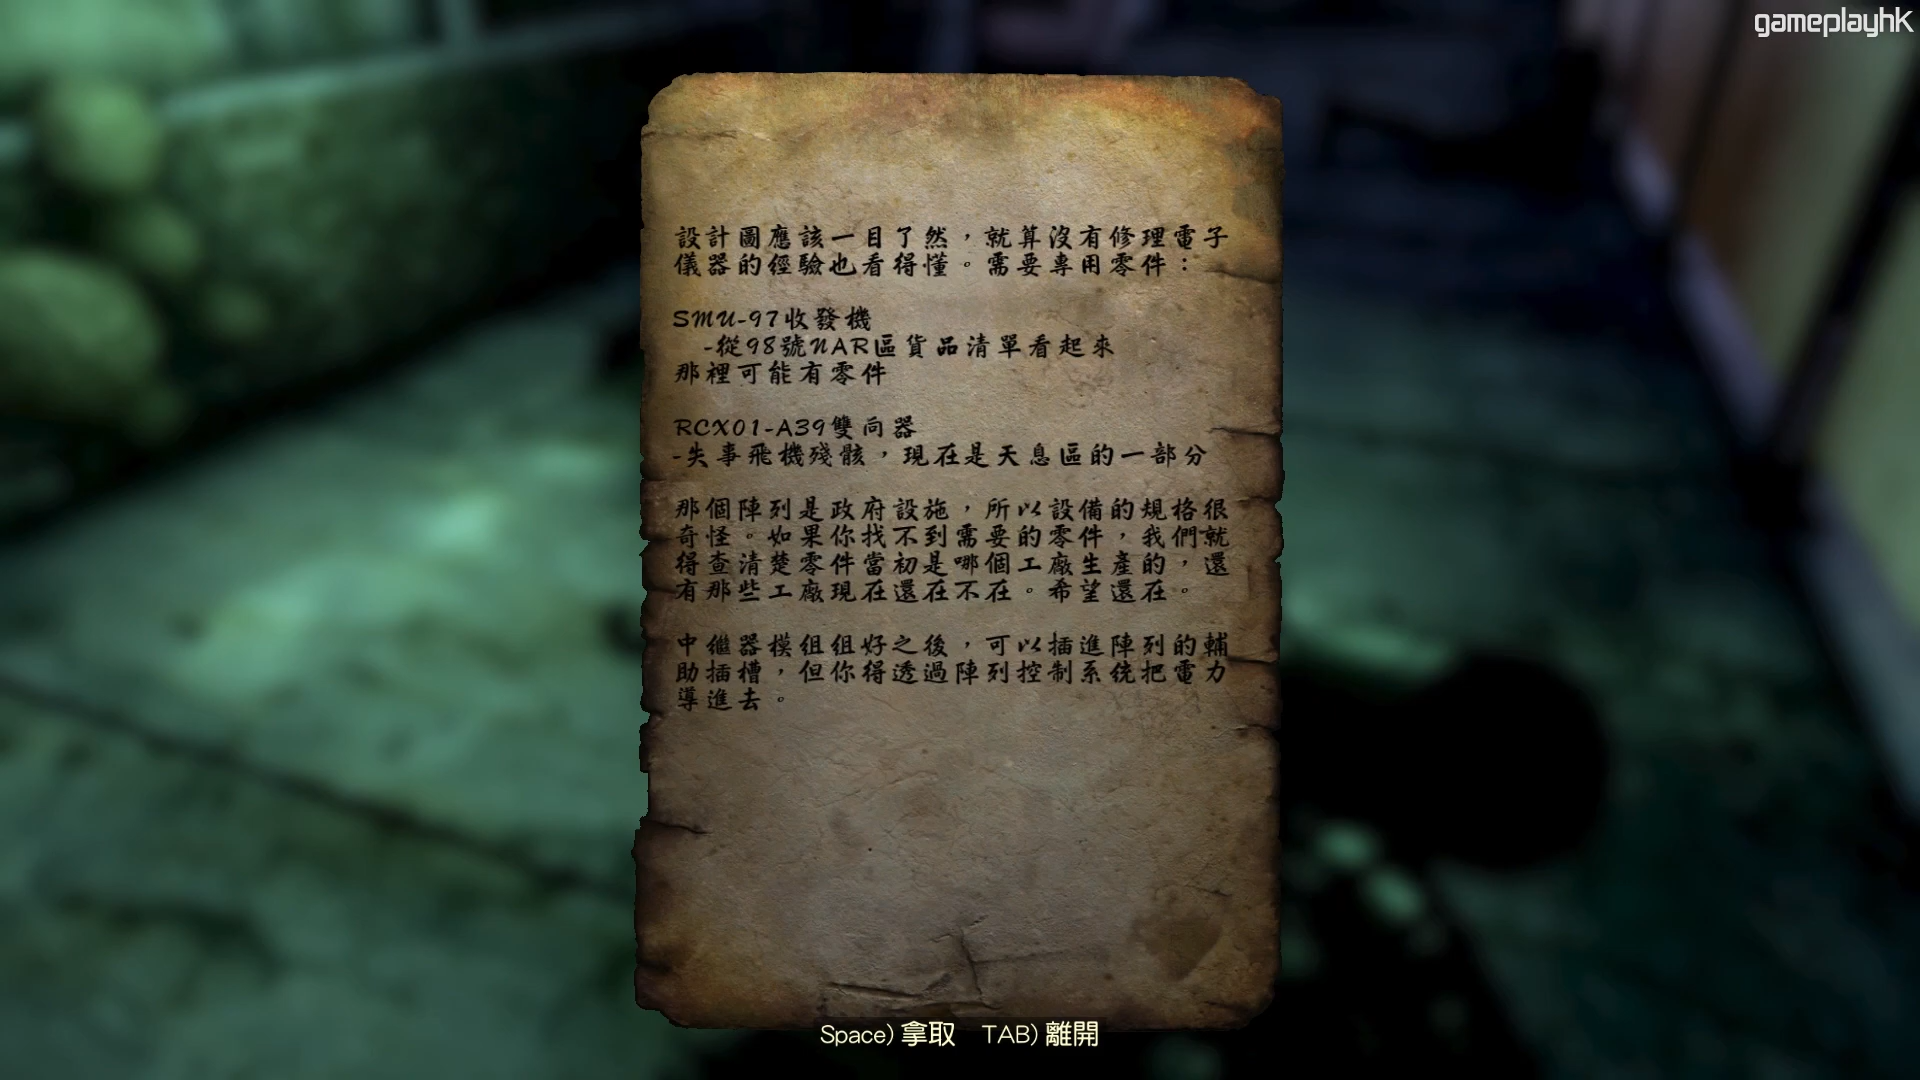 gameplayhk
設計圖應該一目了然，就算沒有修理電子
儀器的經驗也看得懂。需要專用零件：
SMU-97收發機
-從98號NAR區貨品清單看起來
那裡可能有零件
RCX01-A39雙向器
-失事飛機殘骸，現在是天息區的一部分
那個陣列是政府設施，所以設備的規格很
奇怪。如果你找不到需要的零件，我們就
得查清楚零件當初是哪個工廠生產的，還
有那些工廠現在還在不在。希望還在。
中繼器模組組好之後，可以插進陣列的輔
助插槽，但你得透過陣列控制系統把電力
導進去。
Space) 拿取 TAB) 離開